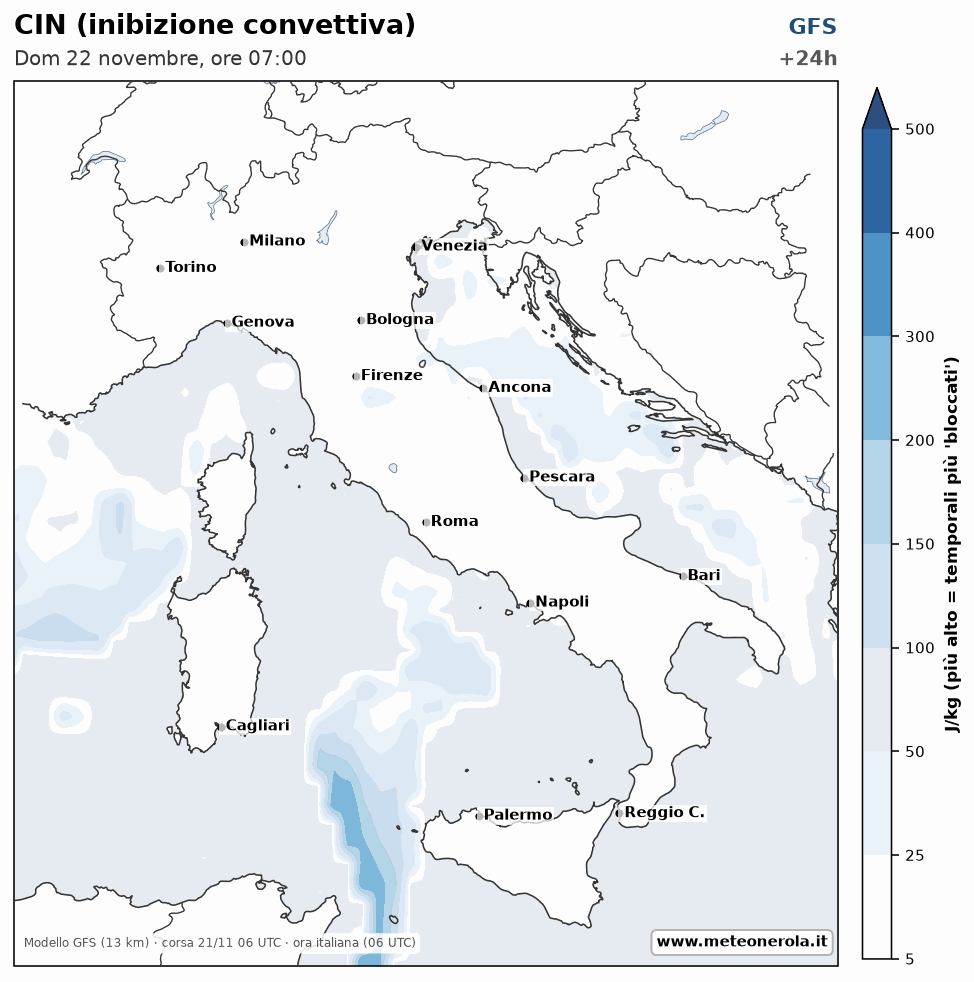 CIN (inibizione convettiva)
GFS
Dom 22 novembre, ore 07:00
+24h
500
400
300
200
150
100
50
25
5
J/kg (più alto = temporali più 'bloccati')
Milano
Venezia
Torino
Genova
Bologna
Firenze
Ancona
Pescara
Roma
Bari
Napoli
Cagliari
Palermo
Reggio C.
Modello GFS (13 km) · corsa 21/11 06 UTC · ora italiana (06 UTC)
www.meteonerola.it